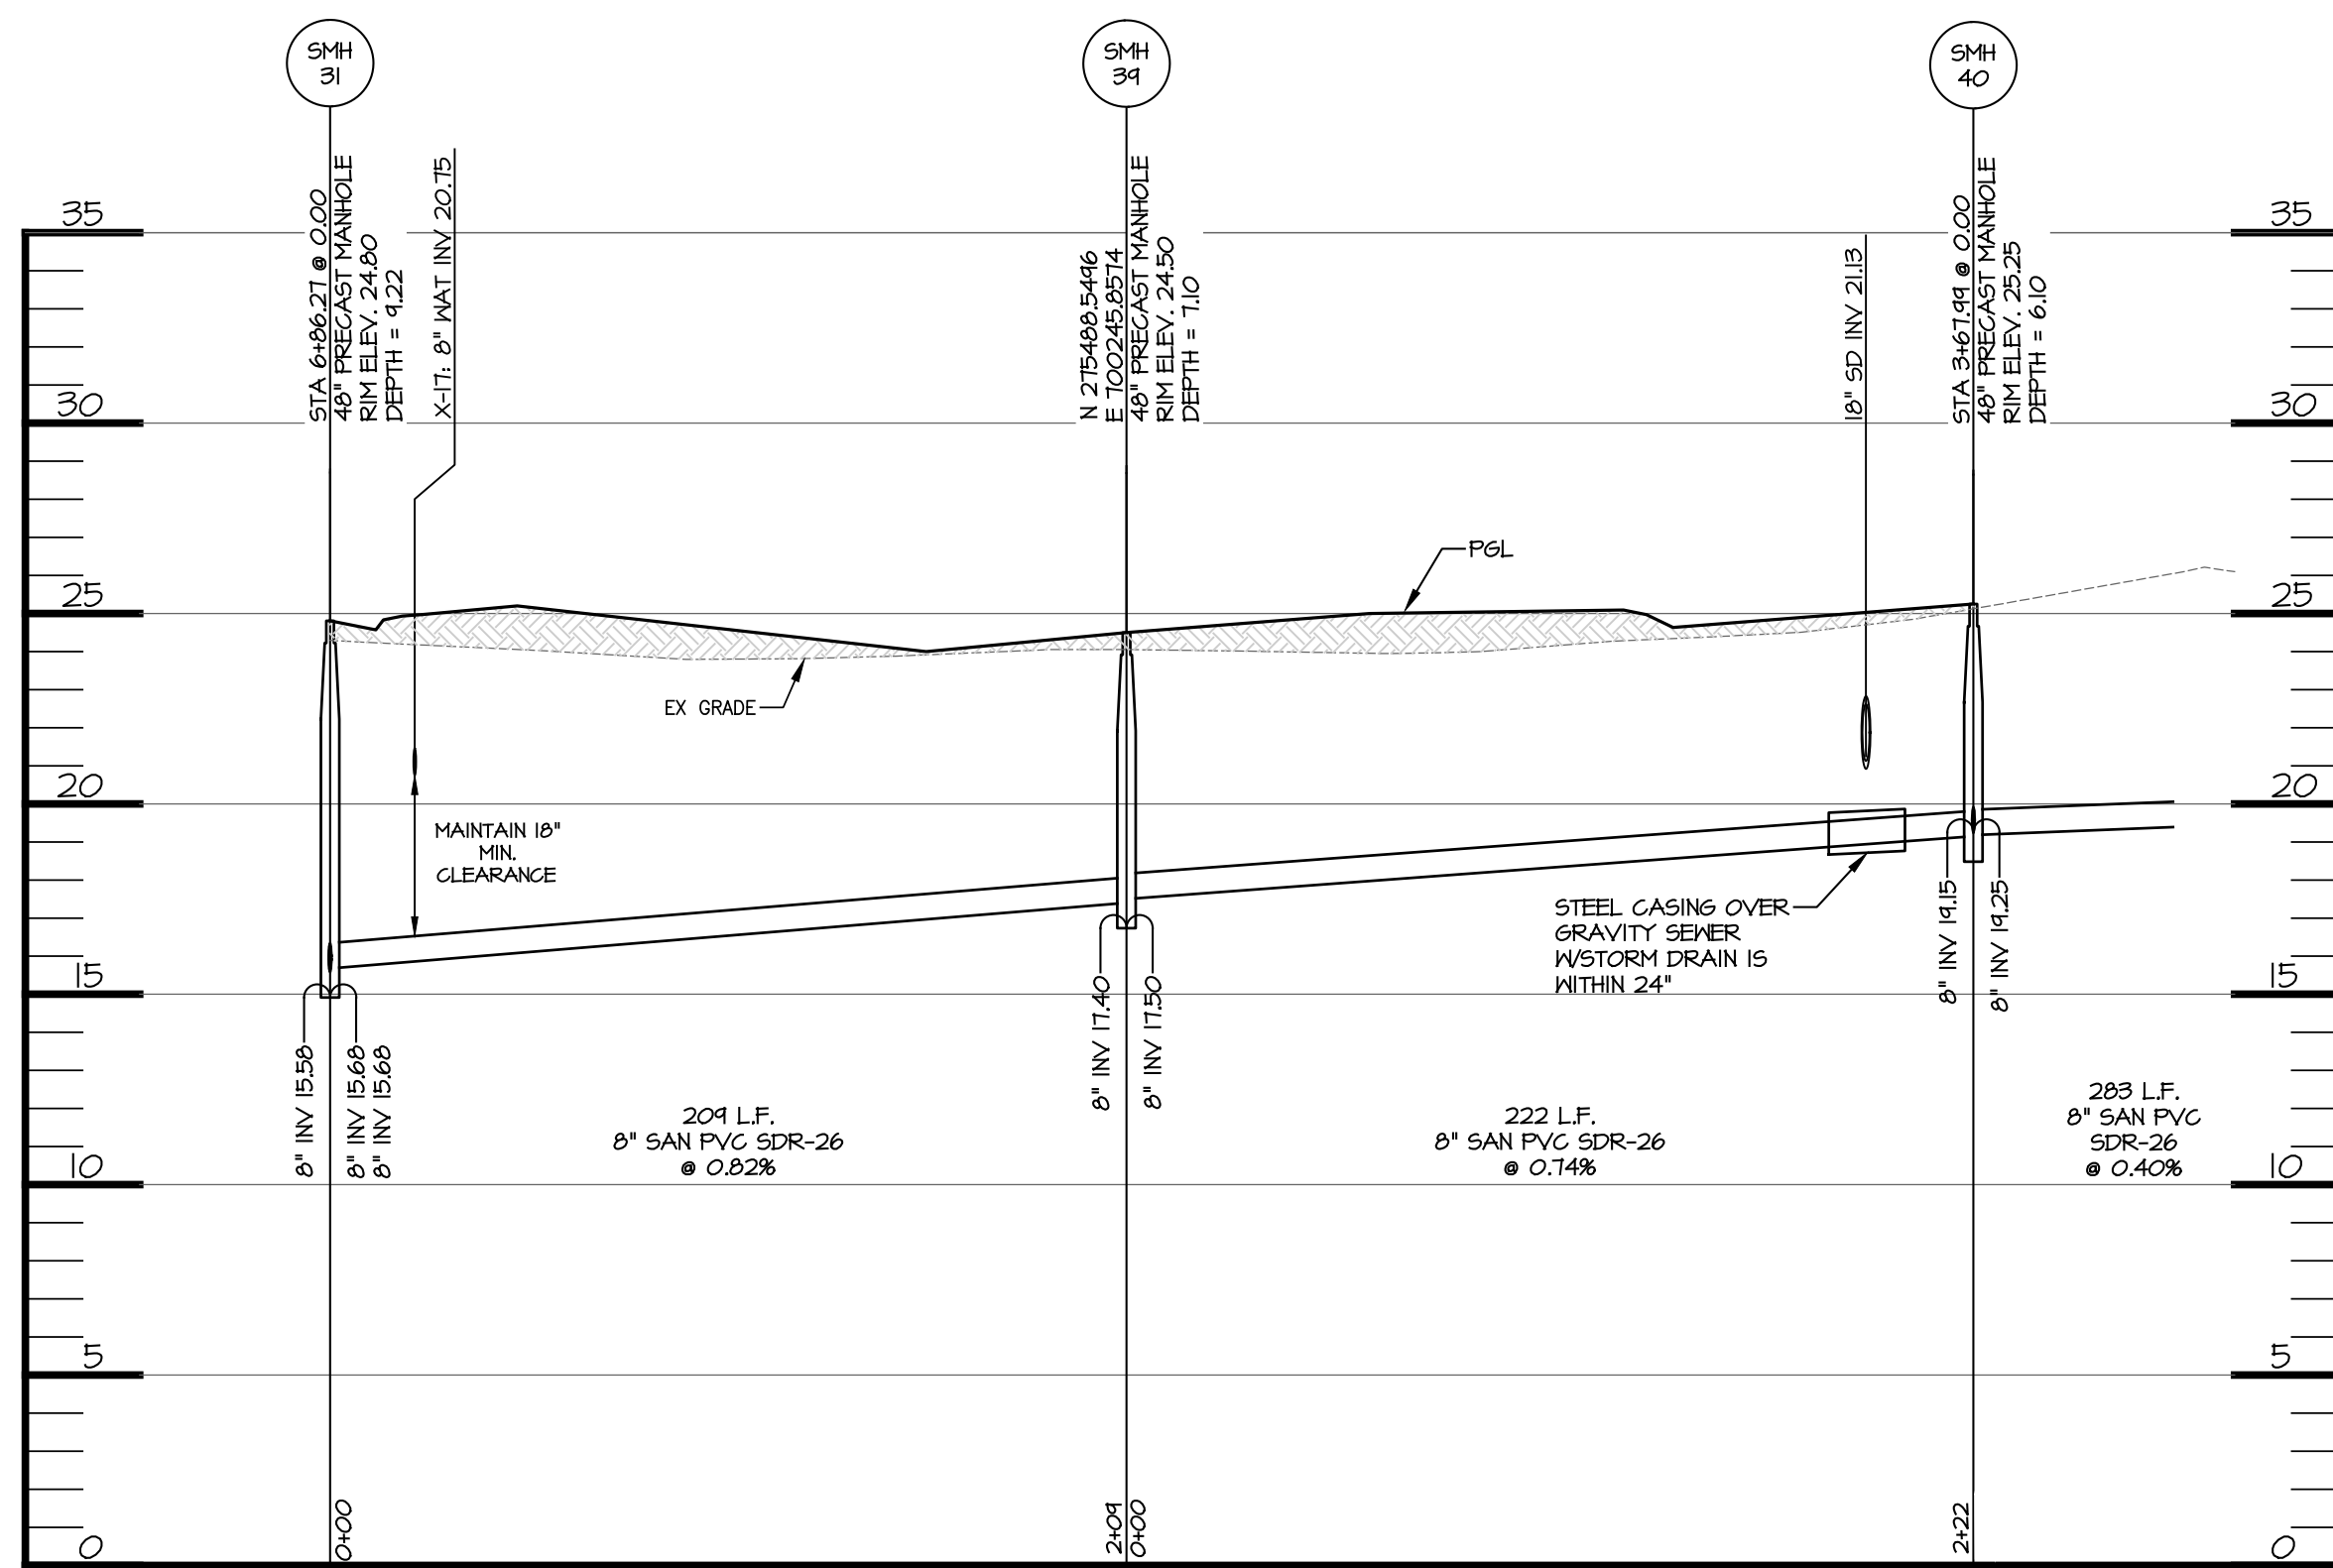 SMH
31
SMH
39
SMH
40
STA 6+86.27 @ 0.00
48" PRECAST MANHOLE
RIM ELEV. 24.80
DEPTH = 9.22
X-17: 8" WAT INV 20.75
N 275488.5496
E 700245.8574
48" PRECAST MANHOLE
RIM ELEV. 24.50
DEPTH = 7.10
18" SD INV 21.13
STA 3+67.99 @ 0.00
48" PRECAST MANHOLE
RIM ELEV. 25.25
DEPTH = 6.10
35
35
30
30
PGL
25
25
EX GRADE
20
20
MAINTAIN 18"
MIN.
CLEARANCE
STEEL CASING OVER
GRAVITY SEWER
W/STORM DRAIN IS
WITHIN 24"
15
15
8" INV 15.58
8" INV 15.68
8" INV 15.68
8" INV 17.40
8" INV 17.50
8" INV 19.15
8" INV 19.25
209 L.F.
8" SAN PVC SDR-26
@ 0.82%
222 L.F.
8" SAN PVC SDR-26
@ 0.74%
283 L.F.
8" SAN PVC
SDR-26
@ 0.40%
10
10
5
5
0
0+00
2+09
0+00
2+22
0